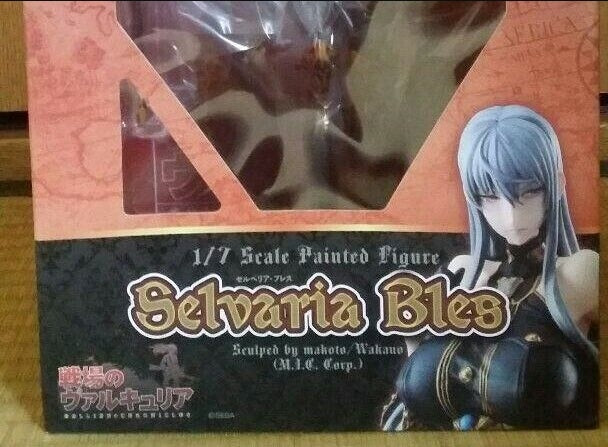 1/7 Scale Painted Figure
セルベリア・ブレス
Selvaria Bles
Sculped by makoto/Wakano
(M.I.C. Corp.)
戦場の
ヴァルキュリア
©SEGA